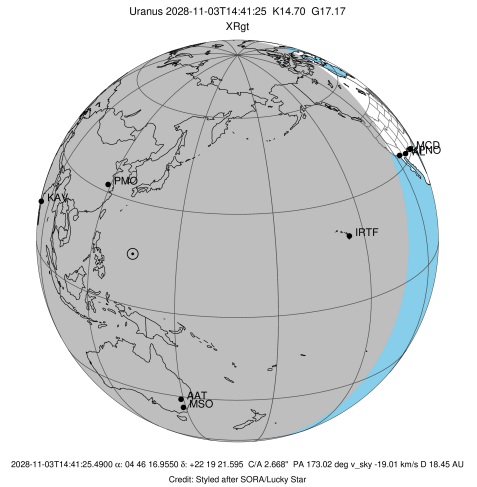 Uranus 2028-11-03T14:41:25 K14.70 G17.17
XRgt
MCD
KPNO
PMO
KAV
IRTF
AAT
MSO
2028-11-03T14:41:25.4900 α: 04 46 16.9550 δ: +22 19 21.595 C/A 2.668" PA 173.02 deg v_sky -19.01 km/s D 18.45 AU
Credit: Styled after SORA/Lucky Star